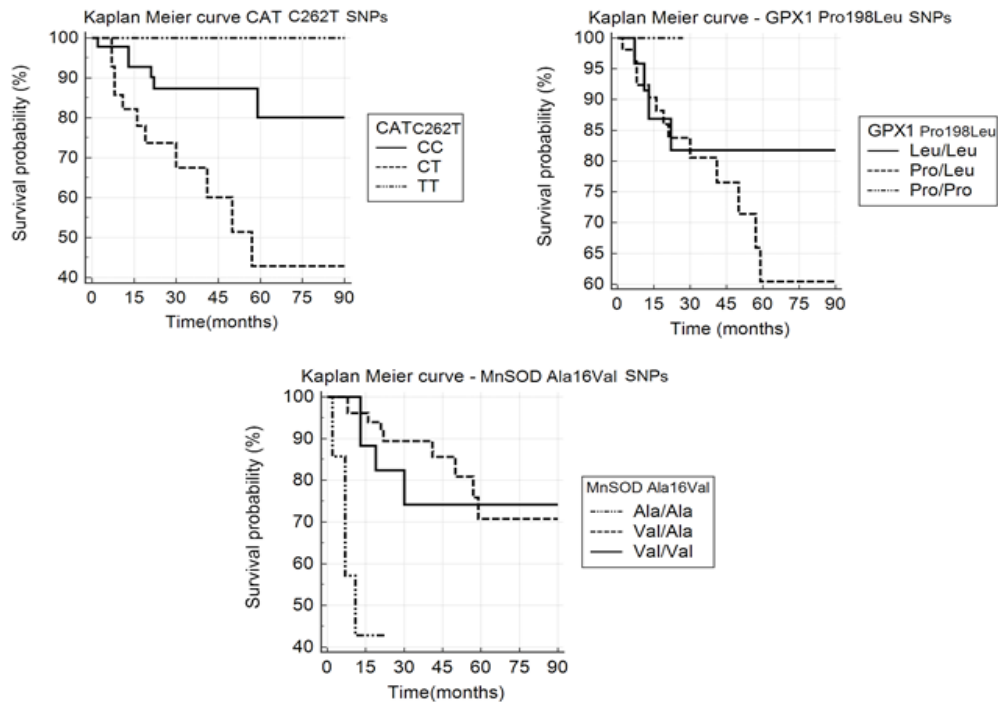 Kaplan Meier curve CAT C262T SNPs
Survival probability (%)
100
90
80
70
60
50
40
0 15 30 45 60 75 90
Time(months)
CATC262T
CC
CT
TT
Kaplan Meier curve - GPX1 Pro198Leu SNPs
Survival probability (%)
100
95
90
85
80
75
70
65
60
0 15 30 45 60 75 90
Time (months)
GPX1 Pro198Leu
Leu/Leu
Pro/Leu
Pro/Pro
Kaplan Meier curve - MnSOD Ala16Val SNPs
Survival probability (%)
100
90
80
70
60
50
40
0 15 30 45 60 75 90
Time(months)
MnSOD Ala16Val
Ala/Ala
Val/Ala
Val/Val